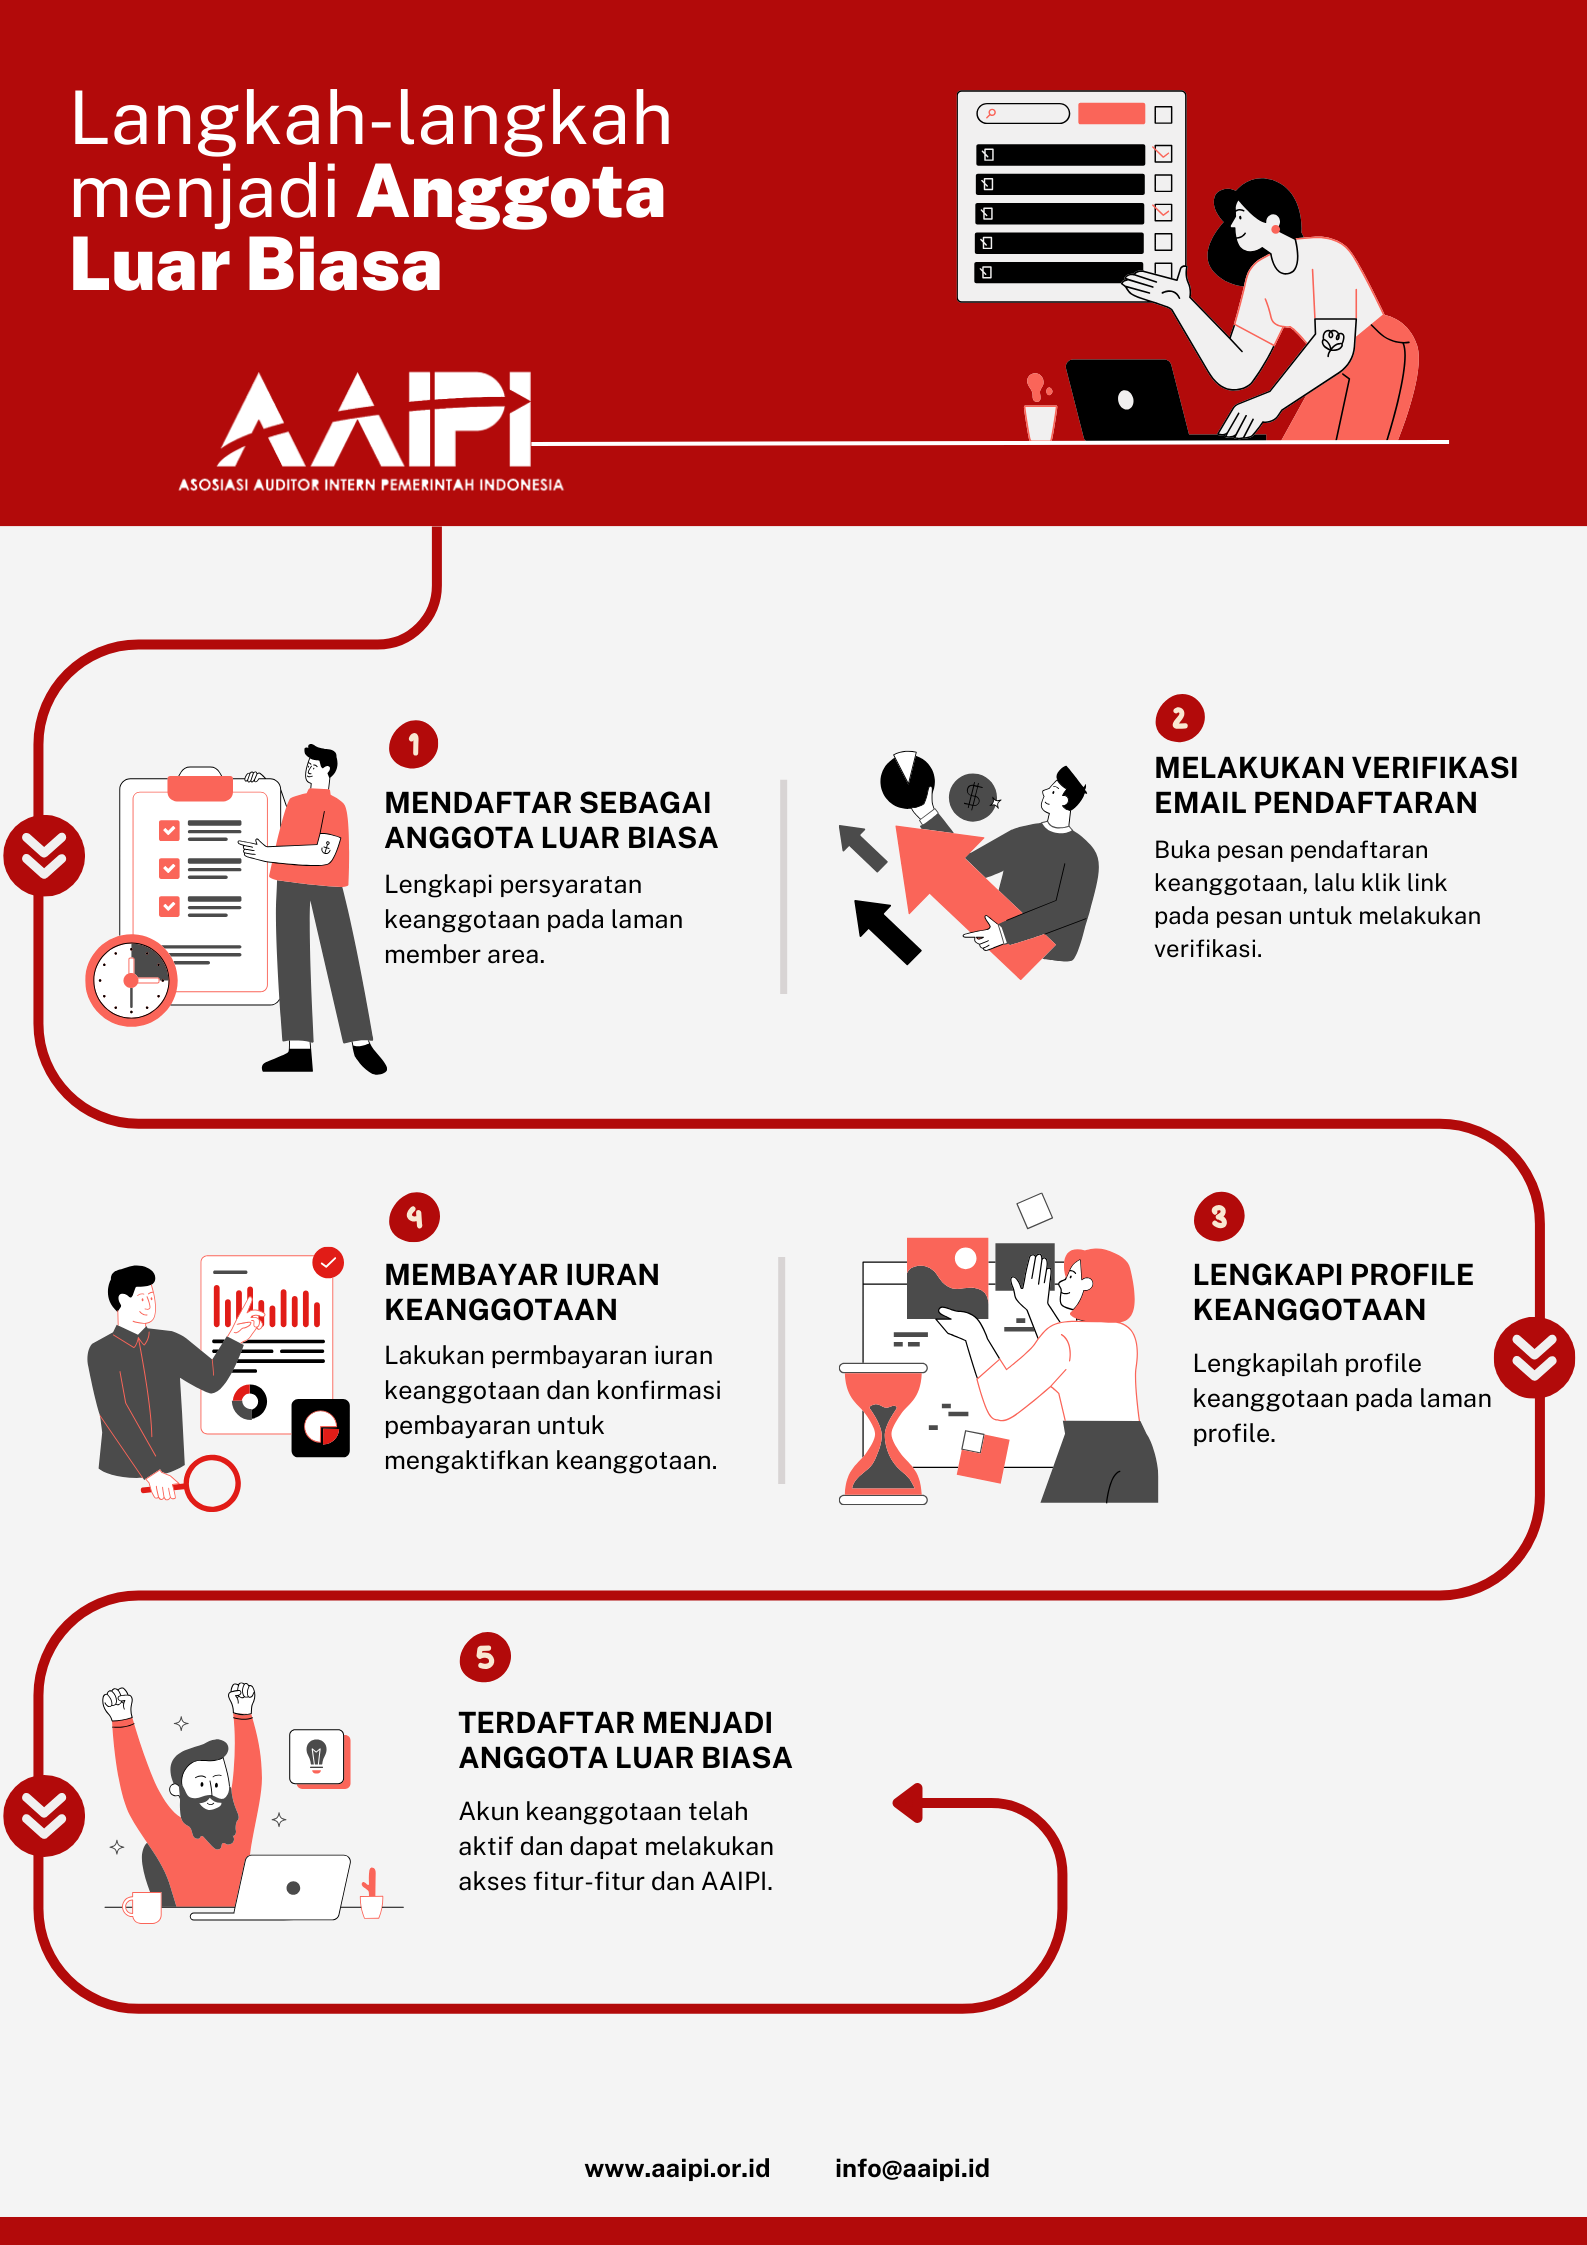 Langkah-langkah
menjadi Anggota
Luar Biasa
AAIPI
ASOSIASI AUDITOR INTERN PEMERINTAH INDONESIA
1
MENDAFTAR SEBAGAI
ANGGOTA LUAR BIASA
Lengkapi persyaratan
keanggotaan pada laman
member area.
2
MELAKUKAN VERIFIKASI
EMAIL PENDAFTARAN
Buka pesan pendaftaran
keanggotaan, lalu klik link
pada pesan untuk melakukan
verifikasi.
3
LENGKAPI PROFILE
KEANGGOTAAN
Lengkapilah profile
keanggotaan pada laman
profile.
4
MEMBAYAR IURAN
KEANGGOTAAN
Lakukan permbayaran iuran
keanggotaan dan konfirmasi
pembayaran untuk
mengaktifkan keanggotaan.
5
TERDAFTAR MENJADI
ANGGOTA LUAR BIASA
Akun keanggotaan telah
aktif dan dapat melakukan
akses fitur-fitur dan AAIPI.
www.aaipi.or.id info@aaipi.id